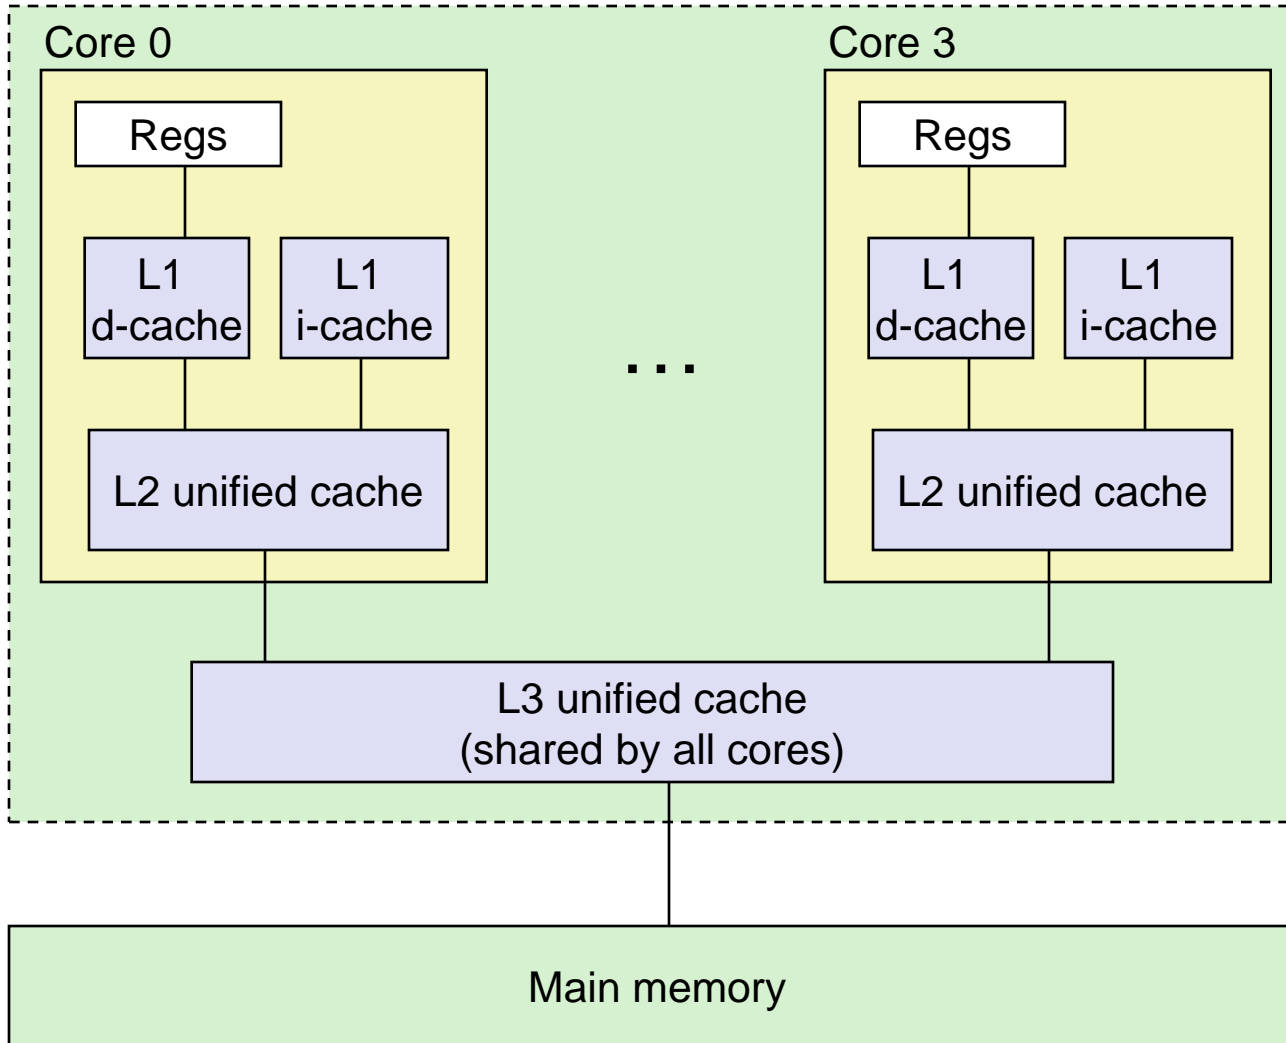 Core 0
Regs
L1
d-cache
L1
i-cache
L2 unified cache
...
Core 3
Regs
L1
d-cache
L1
i-cache
L2 unified cache
L3 unified cache
(shared by all cores)
Main memory